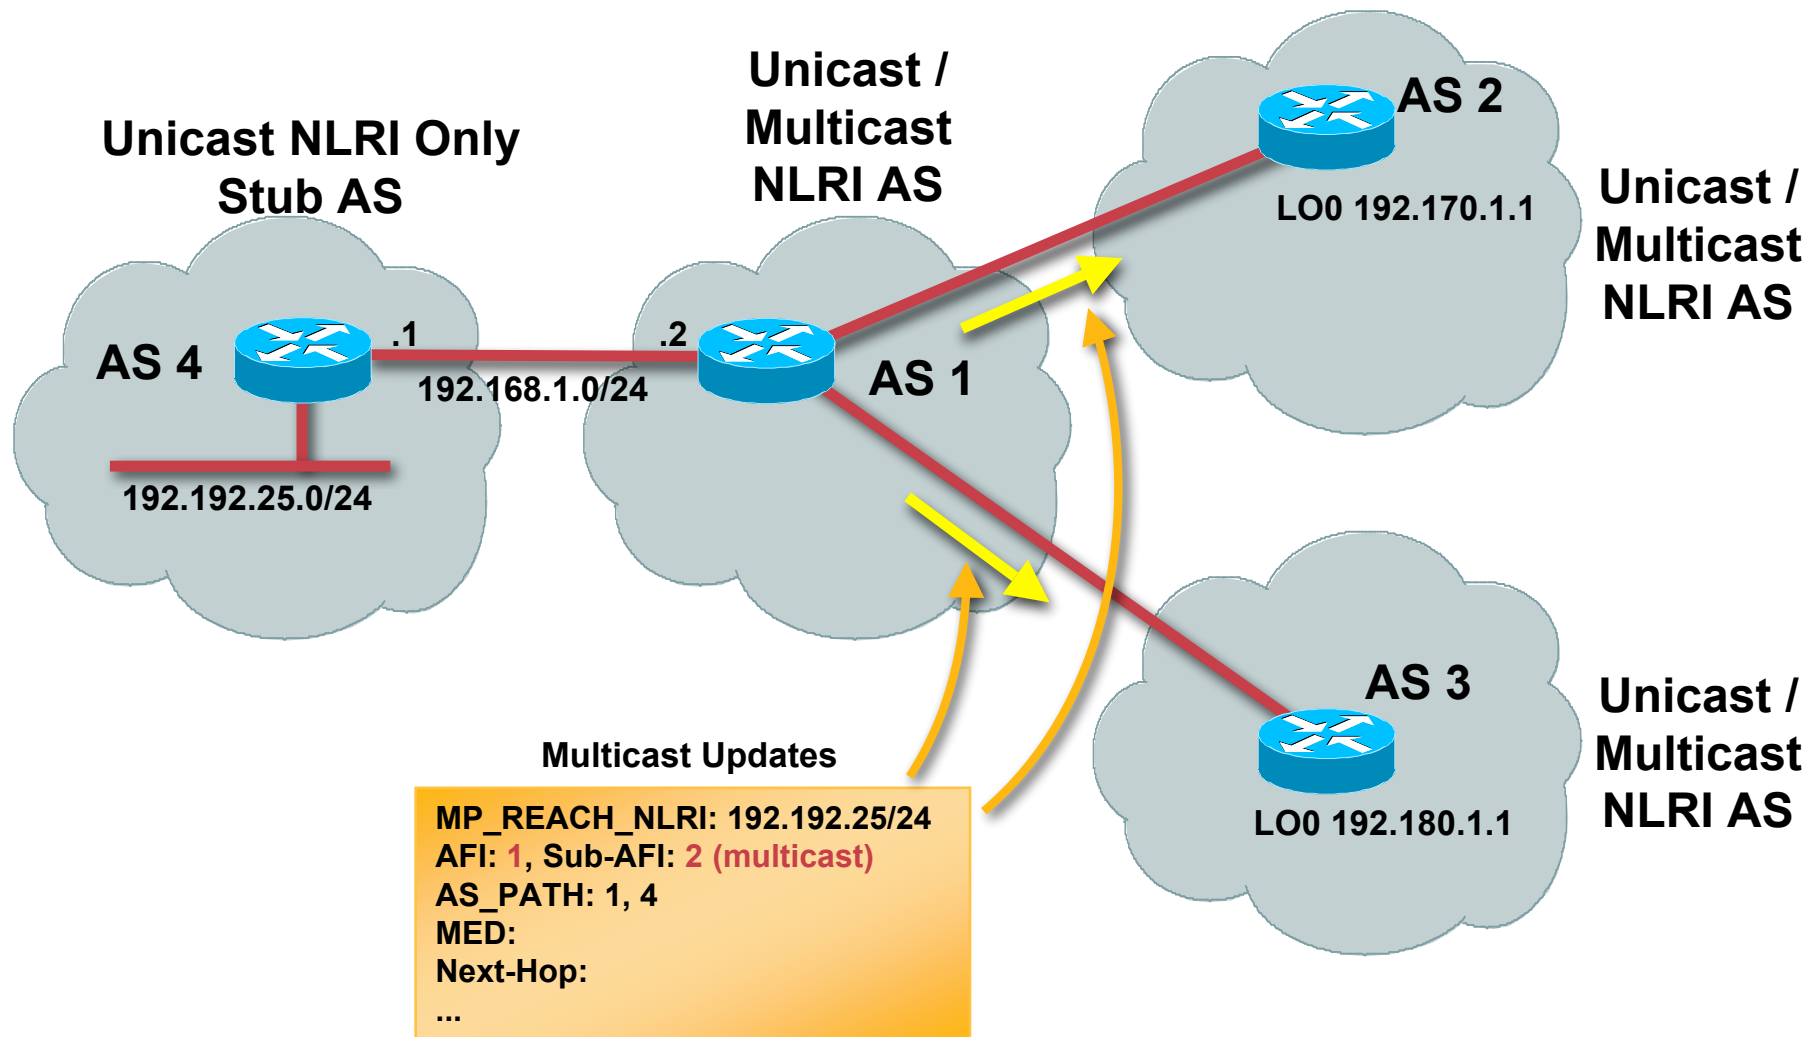 Unicast NLRI Only
Stub AS
Unicast /
Multicast
NLRI AS
AS 2
LO0 192.170.1.1
Unicast /
Multicast
NLRI AS
AS 4
.1
192.168.1.0/24
.2
AS 1
192.192.25.0/24
AS 3
LO0 192.180.1.1
Unicast /
Multicast
NLRI AS
Multicast Updates
MP_REACH_NLRI: 192.192.25/24
AFI: 1, Sub-AFI: 2 (multicast)
AS_PATH: 1, 4
MED:
Next-Hop:
...